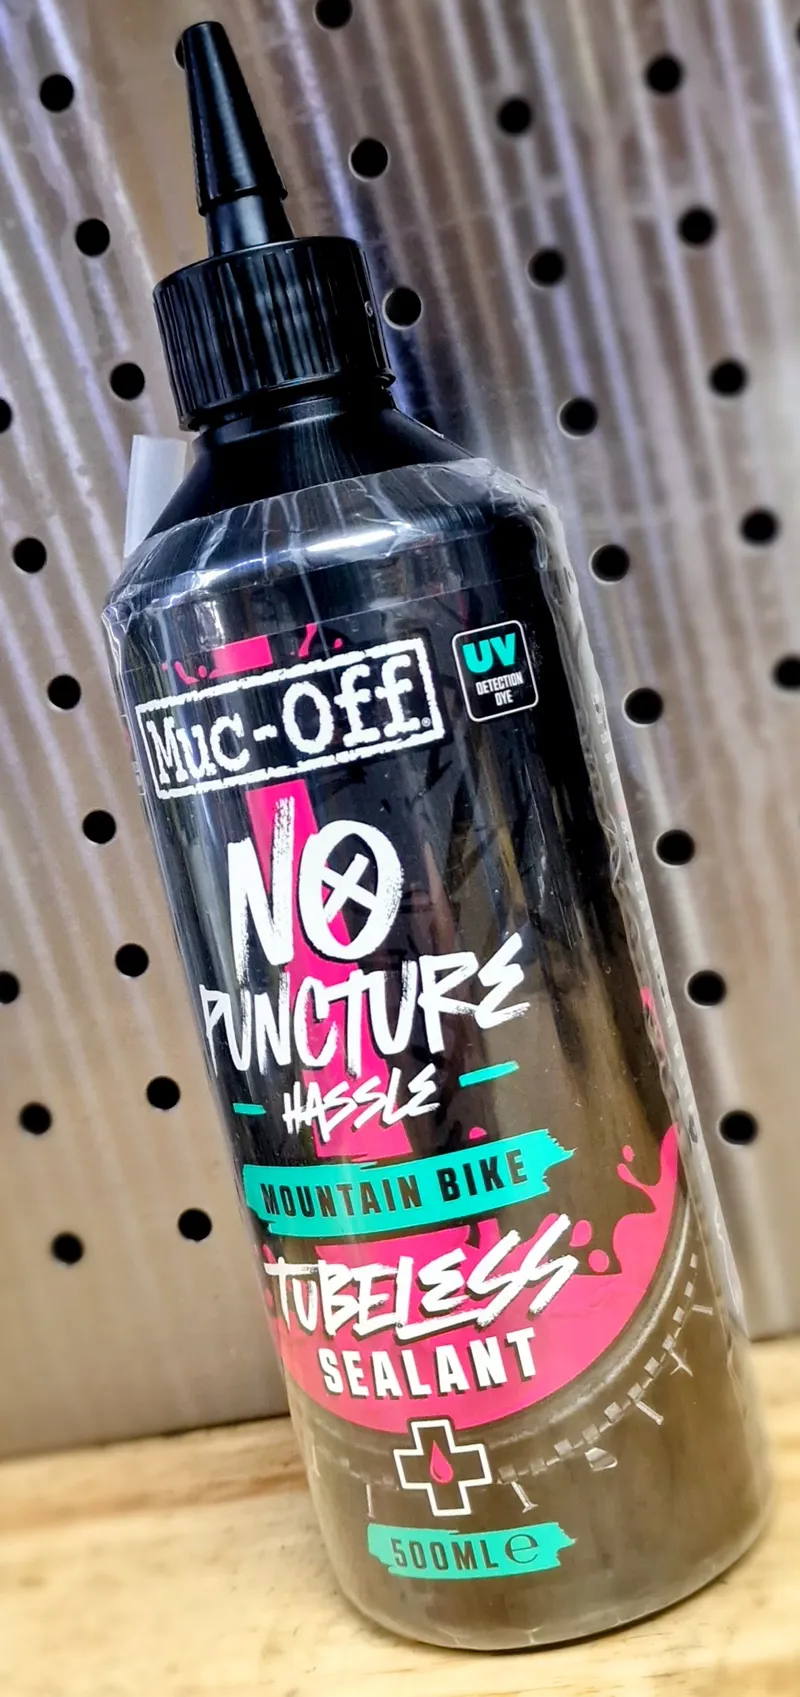 Muc-Off®
UV
DETECTION
DYE
NO
PUNCTURE
HASSLE
MOUNTAIN BIKE
TUBELESS
SEALANT
500ML ℮